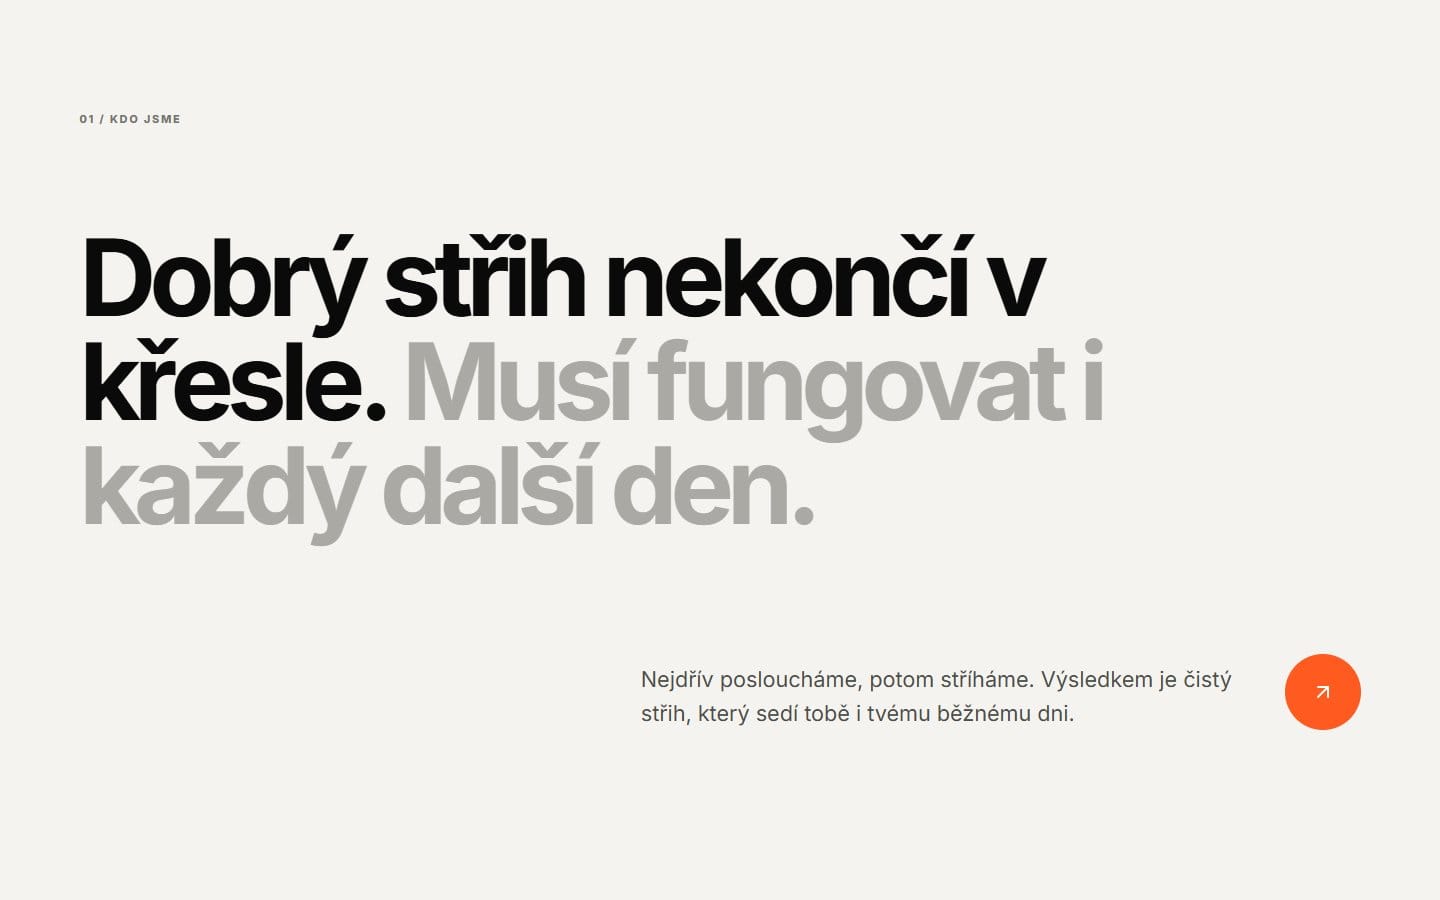 01 / KDO JSME
Dobrý střih nekončí v
křesle. Musí fungovat i
každý další den.
Nejdřív posloucháme, potom stříháme. Výsledkem je čistý
střih, který sedí tobě i tvému běžnému dni.